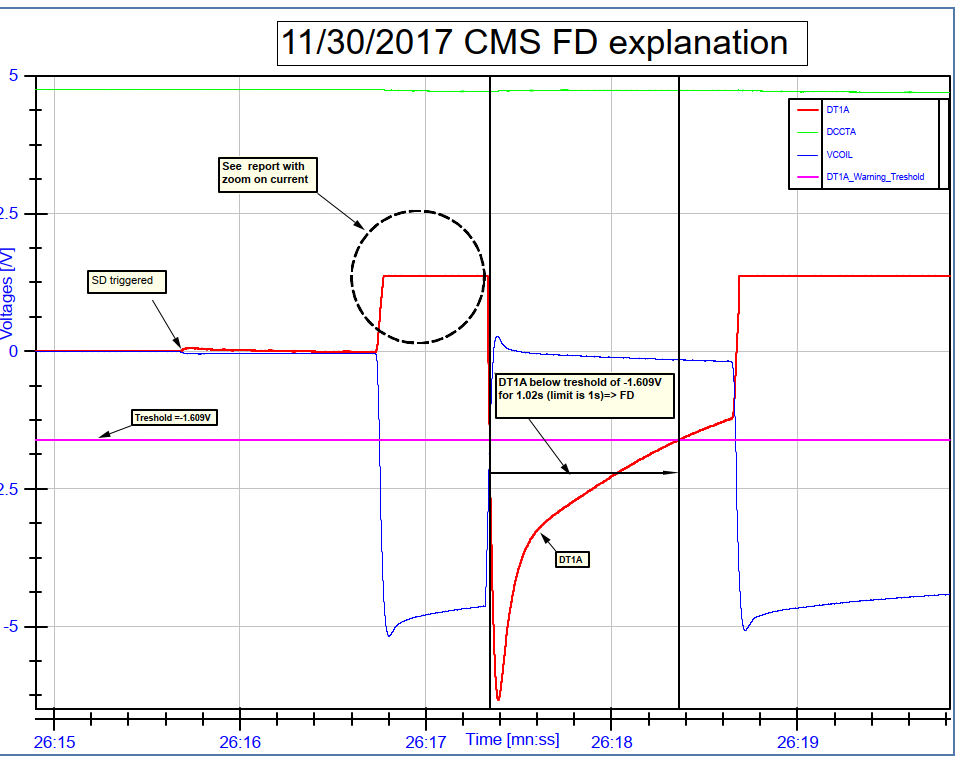 11/30/2017 CMS FD explanation
5
2.5
0
2.5
-5
Voltages [/V]
DT1A
DCCTA
VCOIL
DT1A_Warning_Treshold
See report with
zoom on current
SD triggered
Treshold =-1.609V
DT1A below treshold of -1.609V
for 1.02s (limit is 1s)=> FD
DT1A
26:15
26:16
26:17
Time [mn:ss]
26:18
26:19